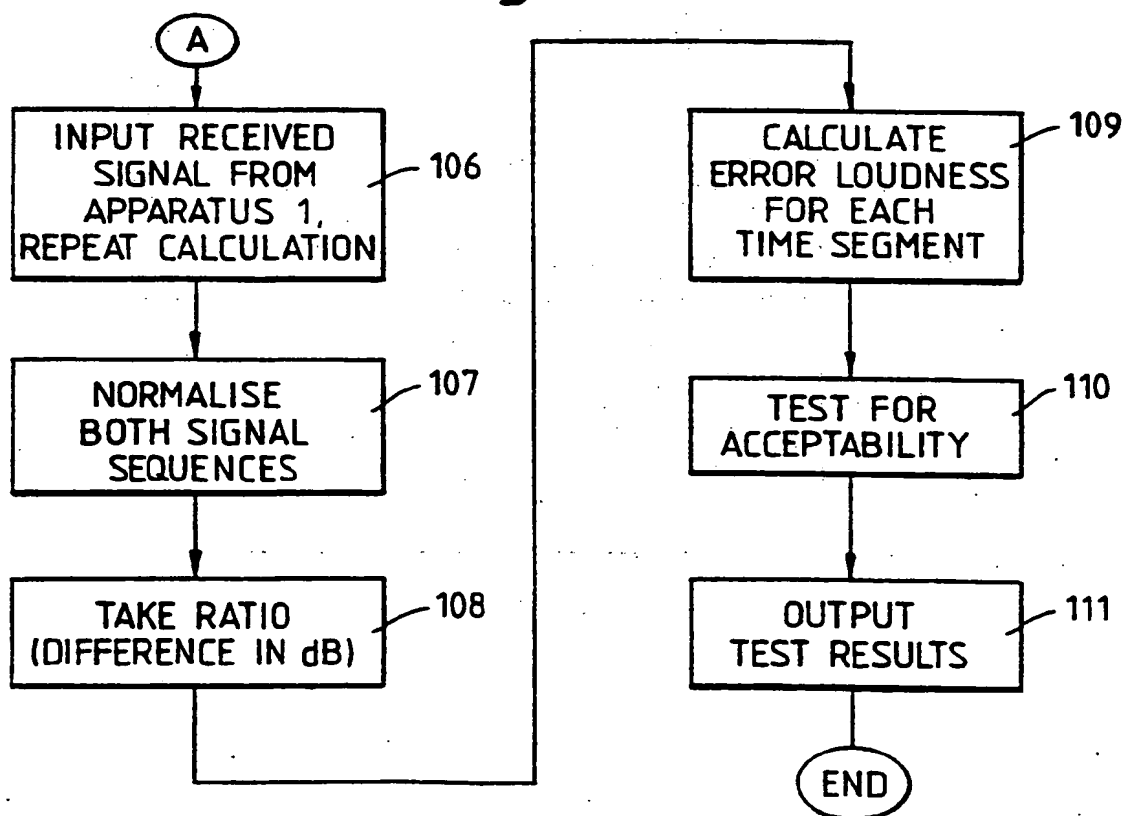 A
INPUT RECEIVED
SIGNAL FROM
APPARATUS 1,
REPEAT CALCULATION
106
NORMALISE
BOTH SIGNAL
SEQUENCES
107
TAKE RATIO
(DIFFERENCE IN dB)
108
CALCULATE
ERROR LOUDNESS
FOR EACH
TIME SEGMENT
109
TEST FOR
ACCEPTABILITY
110
OUTPUT
TEST RESULTS
111
END